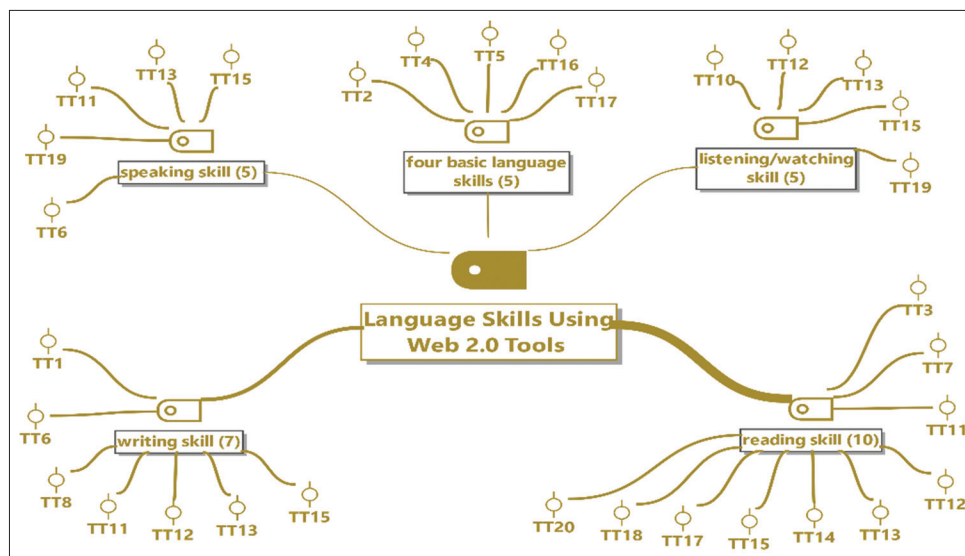 TT11
TT13
TT15
TT19
TT6
speaking skill (5)
TT2
TT4
TT5
TT16
TT17
four basic language
skills (5)
TT10
TT12
TT13
TT15
TT19
listening/watching
skill (5)
Language Skills Using
Web 2.0 Tools
TT1
TT6
TT8
TT11
TT12
TT13
TT15
writing skill (7)
TT3
TT7
TT11
TT12
TT13
TT14
TT15
TT17
TT18
TT20
reading skill (10)